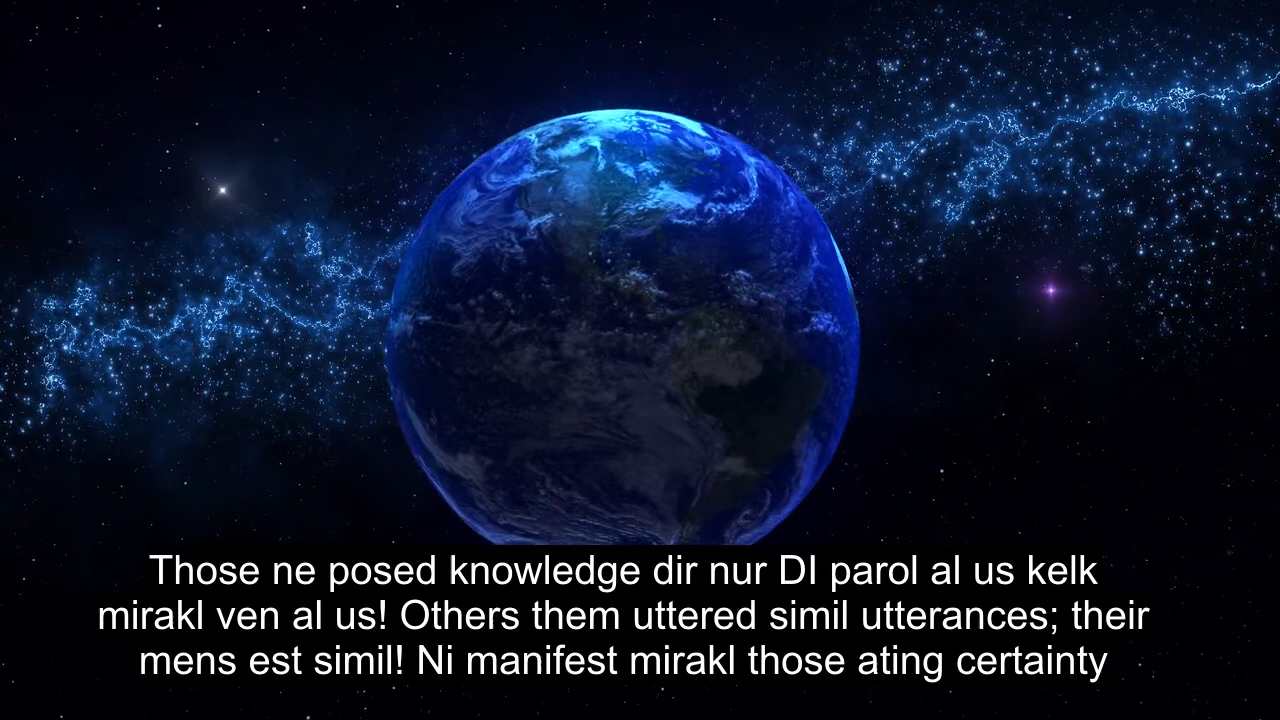 Those ne posed knowledge dir nur DI parol al us kelk
mirakl ven al us! Others them uttered simil utterances; their
mens est simil! Ni manifest mirakl those ating certainty